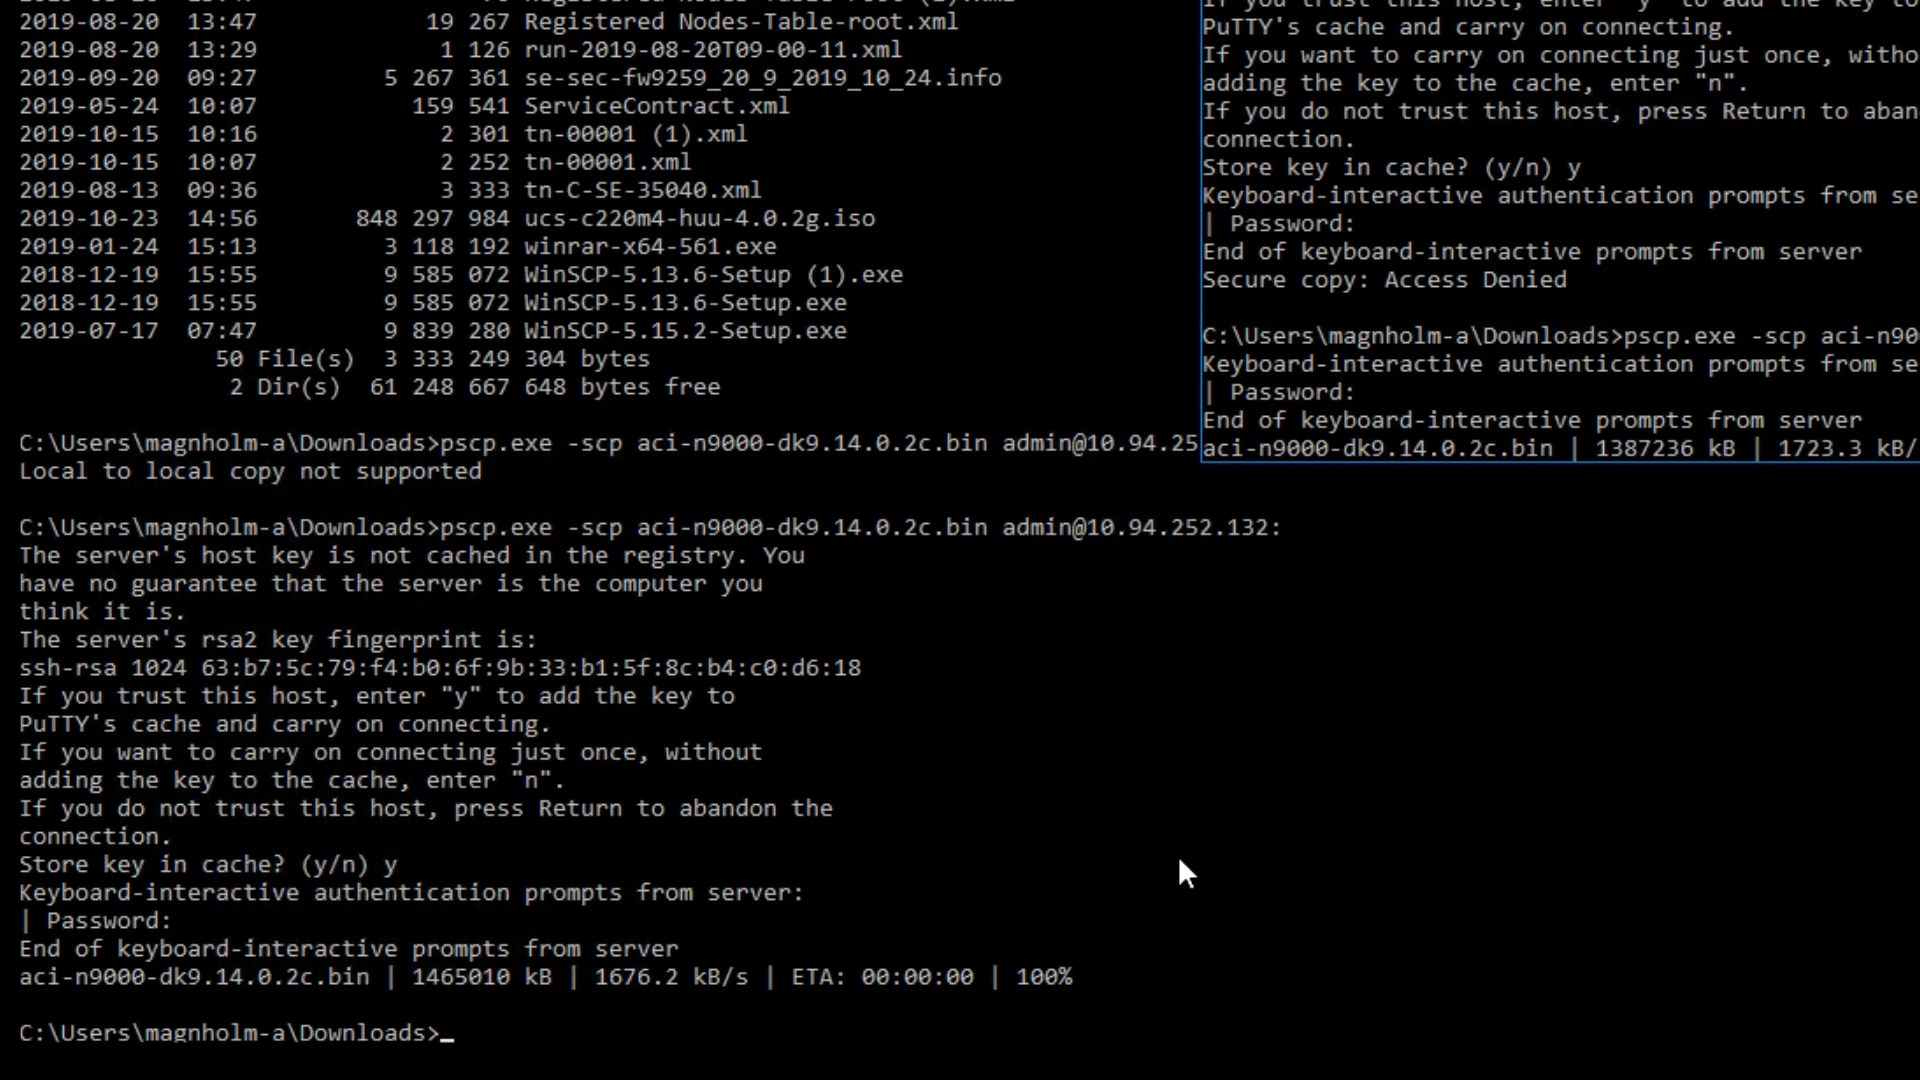 2019-08-20  13:47            19 267 Registered Nodes-Table-root.xml
2019-08-20  13:29             1 126 run-2019-08-20T09-00-11.xml
2019-09-20  09:27         5 267 361 se-sec-fw9259_20_9_2019_10_24.info
2019-05-24  10:07           159 541 ServiceContract.xml
2019-10-15  10:16             2 301 tn-00001 (1).xml
2019-10-15  10:07             2 252 tn-00001.xml
2019-08-13  09:36             3 333 tn-C-SE-35040.xml
2019-10-23  14:56       848 297 984 ucs-c220m4-huu-4.0.2g.iso
2019-01-24  15:13         3 118 192 winrar-x64-561.exe
2018-12-19  15:55         9 585 072 WinSCP-5.13.6-Setup (1).exe
2018-12-19  15:55         9 585 072 WinSCP-5.13.6-Setup.exe
2019-07-17  07:47         9 839 280 WinSCP-5.15.2-Setup.exe
50 File(s)  3 333 249 304 bytes
2 Dir(s)  61 248 667 648 bytes free
C:\Users\magnholm-a\Downloads>pscp.exe -scp aci-n9000-dk9.14.0.2c.bin admin@10.94.25
Local to local copy not supported
C:\Users\magnholm-a\Downloads>pscp.exe -scp aci-n9000-dk9.14.0.2c.bin admin@10.94.252.132:
The server's host key is not cached in the registry. You
have no guarantee that the server is the computer you
think it is.
The server's rsa2 key fingerprint is:
ssh-rsa 1024 63:b7:5c:79:f4:b0:6f:9b:33:b1:5f:8c:b4:c0:d6:18
If you trust this host, enter "y" to add the key to
PuTTY's cache and carry on connecting.
If you want to carry on connecting just once, without
adding the key to the cache, enter "n".
If you do not trust this host, press Return to abandon the
connection.
Store key in cache? (y/n) y
Keyboard-interactive authentication prompts from server:
| Password:
End of keyboard-interactive prompts from server
aci-n9000-dk9.14.0.2c.bin | 1465010 kB | 1676.2 kB/s | ETA: 00:00:00 | 100%
C:\Users\magnholm-a\Downloads>_
If you trust this host, enter "y" to add the key to
PuTTY's cache and carry on connecting.
If you want to carry on connecting just once, witho
adding the key to the cache, enter "n".
If you do not trust this host, press Return to aban
connection.
Store key in cache? (y/n) y
Keyboard-interactive authentication prompts from se
| Password:
End of keyboard-interactive prompts from server
Secure copy: Access Denied
C:\Users\magnholm-a\Downloads>pscp.exe -scp aci-n90
Keyboard-interactive authentication prompts from se
| Password:
End of keyboard-interactive prompts from server
aci-n9000-dk9.14.0.2c.bin | 1387236 kB | 1723.3 kB/